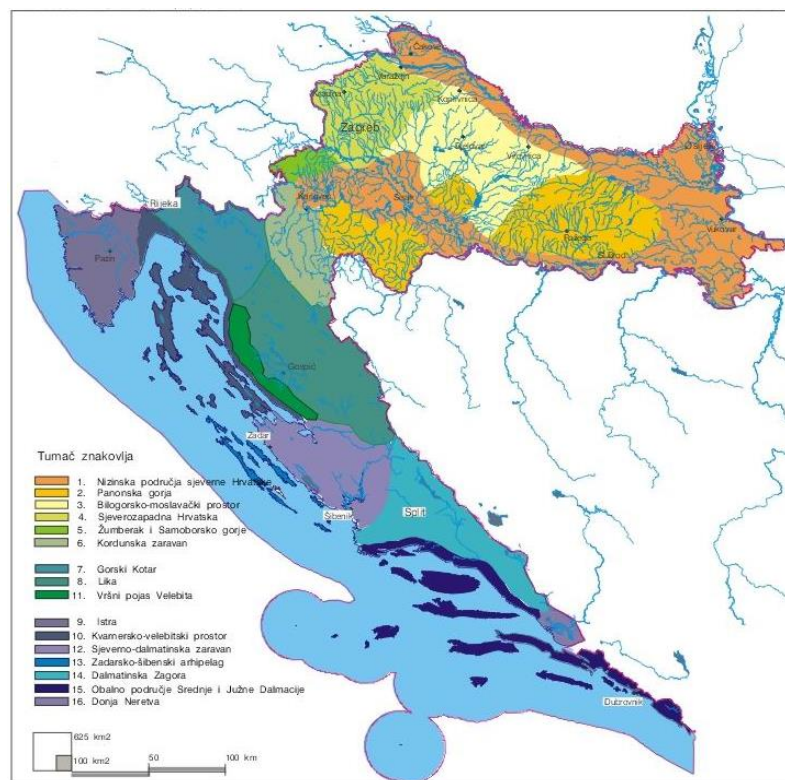 Čakovec
Varaždin
Krapina
Koprivnica
Zagreb
Bjelovar
Virovitica
Osijek
Rijeka
Karlovac
Sisak
Vukovar
Požega
Sl.Brod
Pazin
Gospić
Zadar
Šibenik
Split
Dubrovnik
Tumač znakovlja
1. Nizinska područja sjeverne Hrvatske
2. Panonska gorja
3. Bilogorsko-moslavački prostor
4. Sjeverozapadna Hrvatska
5. Žumberak i Samoborsko gorje
6. Kordunska zaravan
7. Gorski Kotar
8. Lika
11. Vršni pojas Velebita
9. Istra
10. Kvarnersko-velebitski prostor
12. Sjeverno-dalmatinska zaravan
13. Zadarsko-šibenski arhipelag
14. Dalmatinska Zagora
15. Obalno područje Srednje i Južne Dalmacije
16. Donja Neretva
625 km2
100 km2
50
100 km